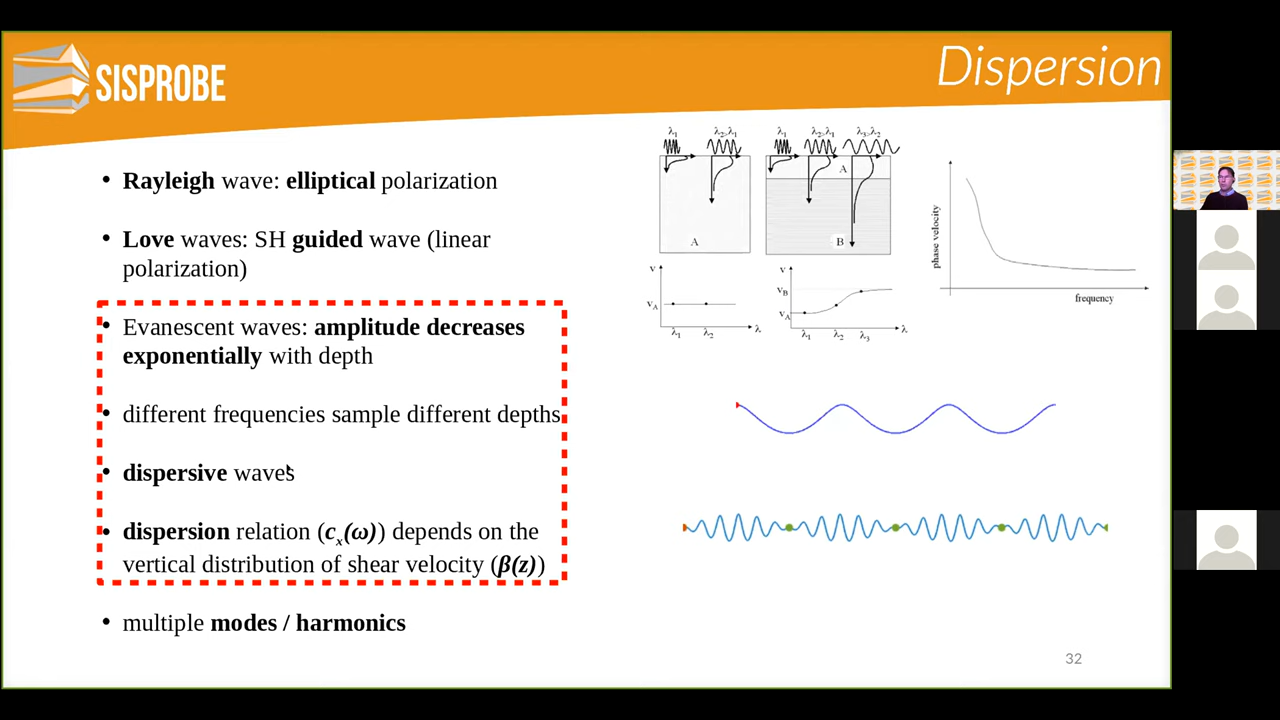 SISPROBE
Dispersion
• Rayleigh wave: elliptical polarization
• Love waves: SH guided wave (linear
polarization)
• Evanescent waves: amplitude decreases
exponentially with depth
• different frequencies sample different depths
• dispersive waves
• dispersion relation (cₓ(ω)) depends on the
vertical distribution of shear velocity (β(z))
• multiple modes / harmonics
λ₁ λ₂>λ₁
A
v
v_A
λ₁ λ₂ λ
λ₁ λ₂>λ₁ λ₃>λ₂
A
B
v
v_B
v_A
λ₁ λ₂ λ₃ λ
phase velocity
frequency
32